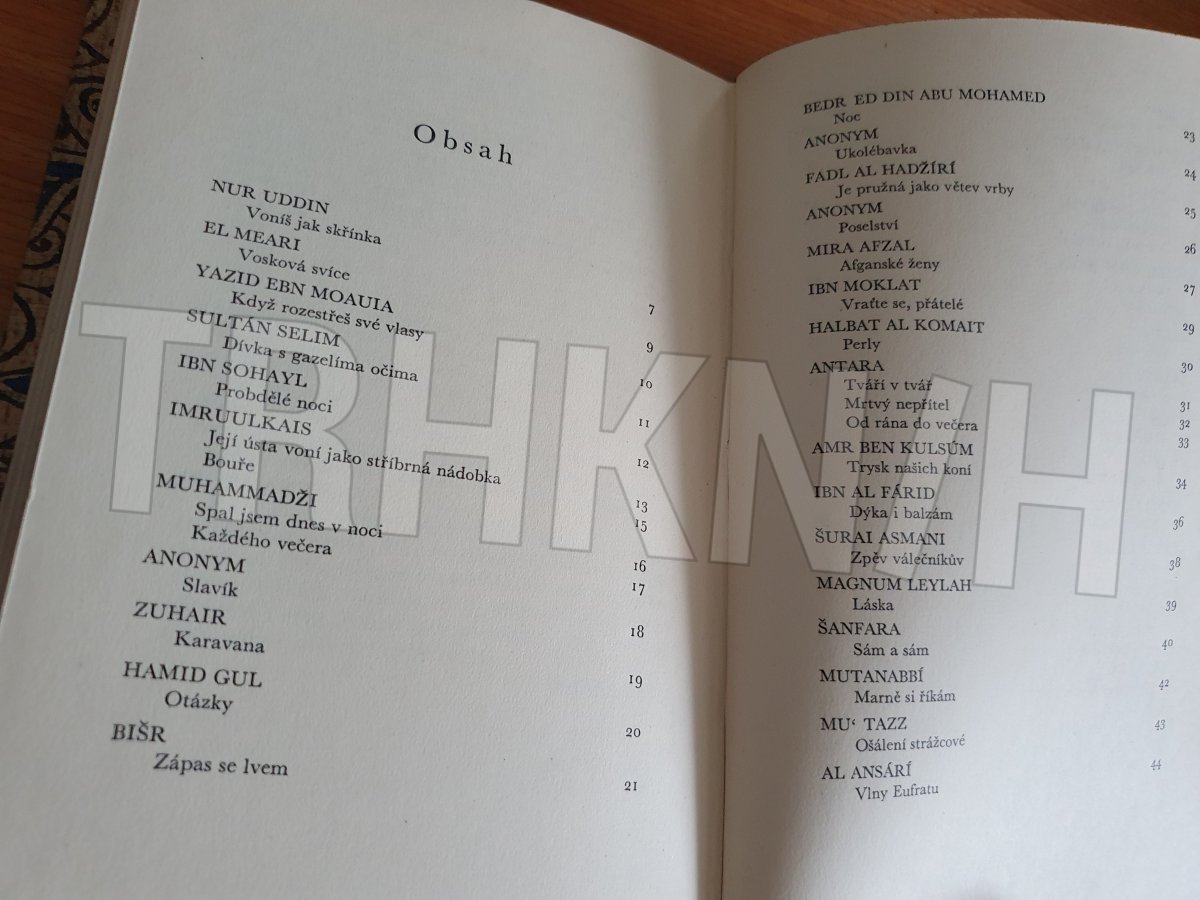 Obsah
NUR UDDIN
Voníš jak skřínka 7
EL MEARI
Vosková svíce 9
YAZID EBN MOAUIA
Když rozestřeš své vlasy 10
SULTÁN SELIM
Dívka s gazelíma očima 11
IBN SOHAYL
Probdělé noci 12
IMRUULKAIS
Její ústa voní jako stříbrná nádobka 13
Bouře 15
MUHAMMADŽI
Spal jsem dnes v noci 16
Každého večera 17
ANONYM
Slavík 18
ZUHAIR
Karavana 19
HAMID GUL
Otázky 20
BIŠR
Zápas se lvem 21
BEDR ED DIN ABU MOHAMED
Noc 23
ANONYM
Ukolébavka 24
FADL AL HADŽÍRÍ
Je pružná jako větev vrby 25
ANONYM
Poselství 26
MIRA AFZAL
Afganské ženy 27
IBN MOKLAT
Vraťte se, přátelé 29
HALBAT AL KOMAIT
Perly 30
ANTARA
Tváří v tvář 31
Mrtvý nepřítel 32
Od rána do večera 33
AMR BEN KULSÚM
Trysk našich koní 34
IBN AL FÁRID
Dýka i balzám 36
ŠURAI ASMANI
Zpěv válečníkův 38
MAGNUM LEYLAH
Láska 39
ŠANFARA
Sám a sám 40
MUTANABBÍ
Marně si říkám 42
MU‘ TAZZ
Ošálení strážcové 43
AL ANSÁRÍ
Vlny Eufratu 44
TRHKNIH